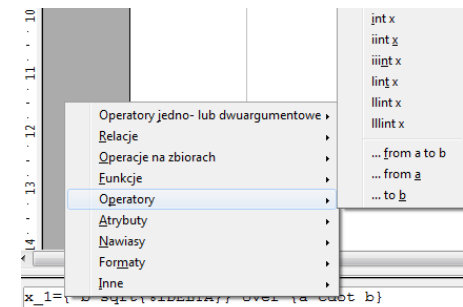 10
11
12
13
14
int x
iint x
iiint x
lint x
llint x
lllint x
... from a to b
... from a
... to b
Operatory jedno- lub dwuargumentowe
Relacje
Operacje na zbiorach
Funkcje
Operatory
Atrybuty
Nawiasy
Formaty
Inne
x_1={ b sqrt{%IDELTA}} over {a cdot b}